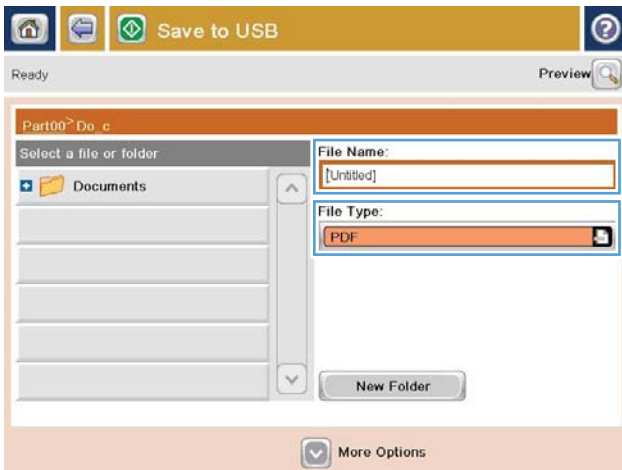 Save to USB
Ready
Preview
Part00>Do_c
Select a file or folder
File Name:
Documents
[Untitled]
File Type:
PDF
New Folder
More Options